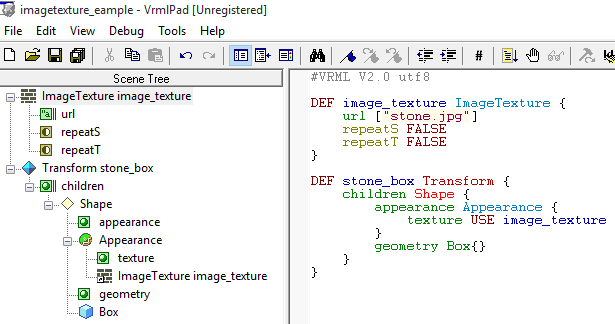 imagetexture_eample - VrmlPad [Unregistered]
File Edit View Debug Tools Help
Scene Tree
ImageTexture image_texture
url
repeatS
repeatT
Transform stone_box
children
Shape
appearance
Appearance
texture
ImageTexture image_texture
geometry
Box
#VRML V2.0 utf8
DEF image_texture ImageTexture {
url ["stone.jpg"]
repeatS FALSE
repeatT FALSE
}
DEF stone_box Transform {
children Shape {
appearance Appearance {
texture USE image_texture
}
geometry Box{}
}
}